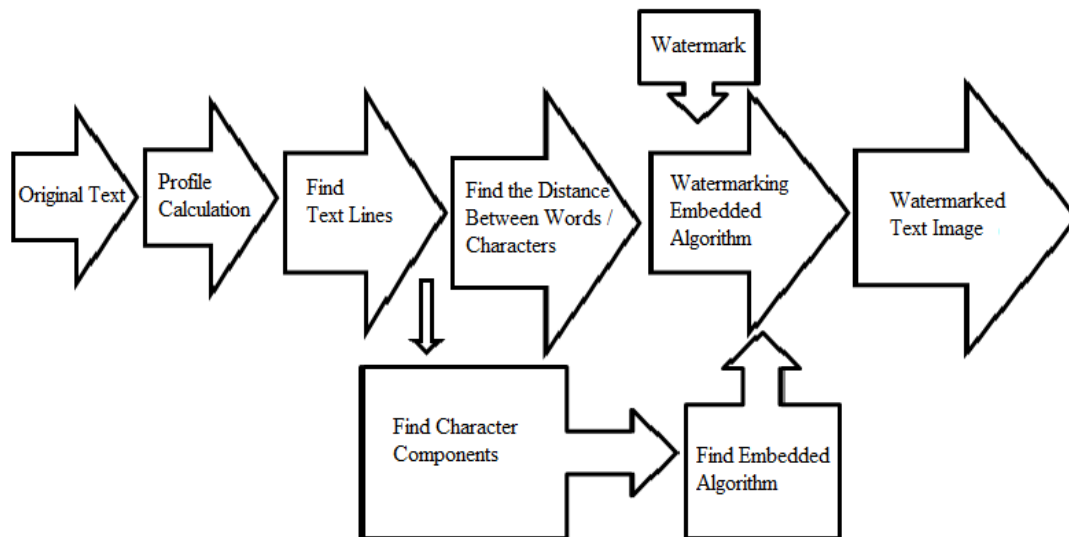 Watermark
Original Text
Profile
Calculation
Find
Text Lines
Find the Distance
Between Words /
Characters
Watermarking
Embedded
Algorithm
Watermarked
Text Image
Find Character
Components
Find Embedded
Algorithm